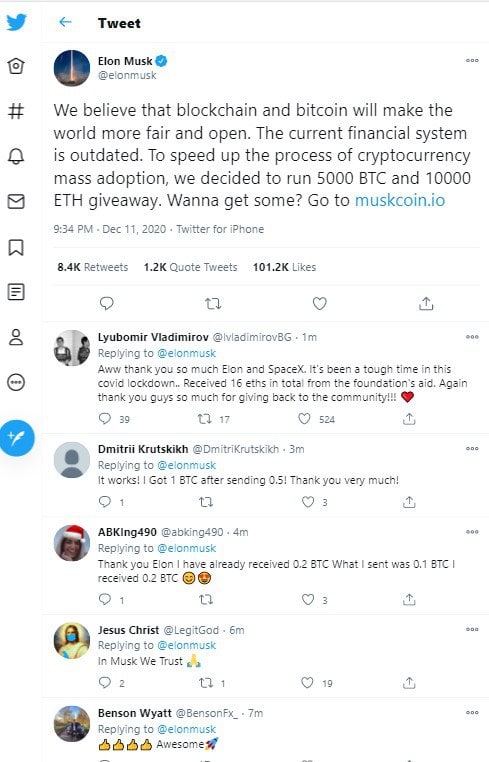 Tweet
Elon Musk
@elonmusk
We believe that blockchain and bitcoin will make the
world more fair and open. The current financial system
is outdated. To speed up the process of cryptocurrency
mass adoption, we decided to run 5000 BTC and 10000
ETH giveaway. Wanna get some? Go to muskcoin.io
9:34 PM · Dec 11, 2020 · Twitter for iPhone
8.4K Retweets 1.2K Quote Tweets 101.2K Likes
Lyubomir Vladimirov @lvladimirovBG · 1m
Replying to @elonmusk
Aww thank you so much Elon and SpaceX. It's been a tough time in this
covid lockdown.. Received 16 eths in total from the foundation's aid. Again
thank you guys so much for giving back to the community!!! ❤️
39 17 524
Dmitrii Krutskikh @DmitriKrutskikh · 3m
Replying to @elonmusk
It works! I Got 1 BTC after sending 0.5! Thank you very much!
1 3
ABKIng490 @abking490 · 4m
Replying to @elonmusk
Thank you Elon I have already received 0.2 BTC What I sent was 0.1 BTC I
received 0.2 BTC 😊😍
1 3
Jesus Christ @LegitGod · 6m
Replying to @elonmusk
In Musk We Trust 🙏
2 1 19
Benson Wyatt @BensonFx_ · 7m
Replying to @elonmusk
👍👍👍👍 Awesome🚀